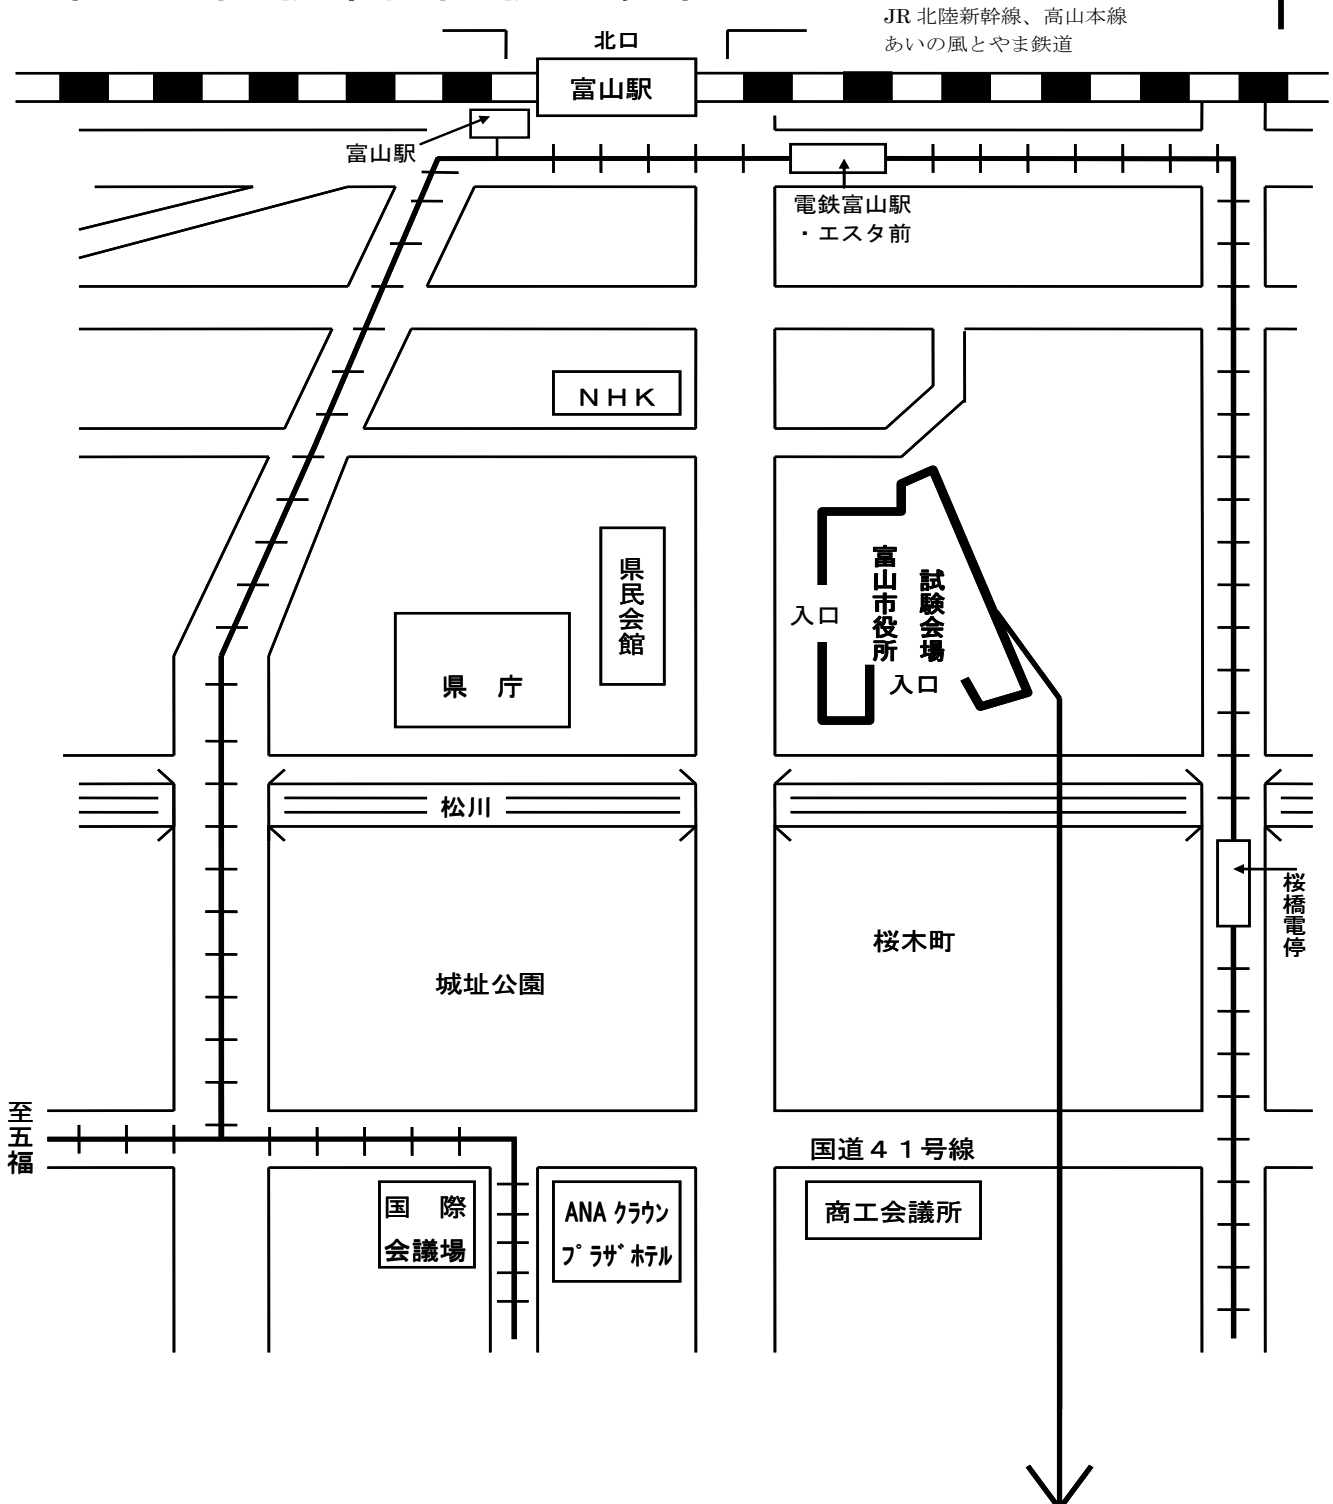 JR 北陸新幹線、高山本線
あいの風とやま鉄道
北口
富山駅
富山駅
電鉄富山駅
・エスタ前
NHK
県民会館
県 庁
富山市役所
試験会場
入口
入口
松川
桜橋電停
桜木町
城址公園
至五福
国道41号線
国 際
会議場
ANA クラウン
プラザホテル
商工会議所